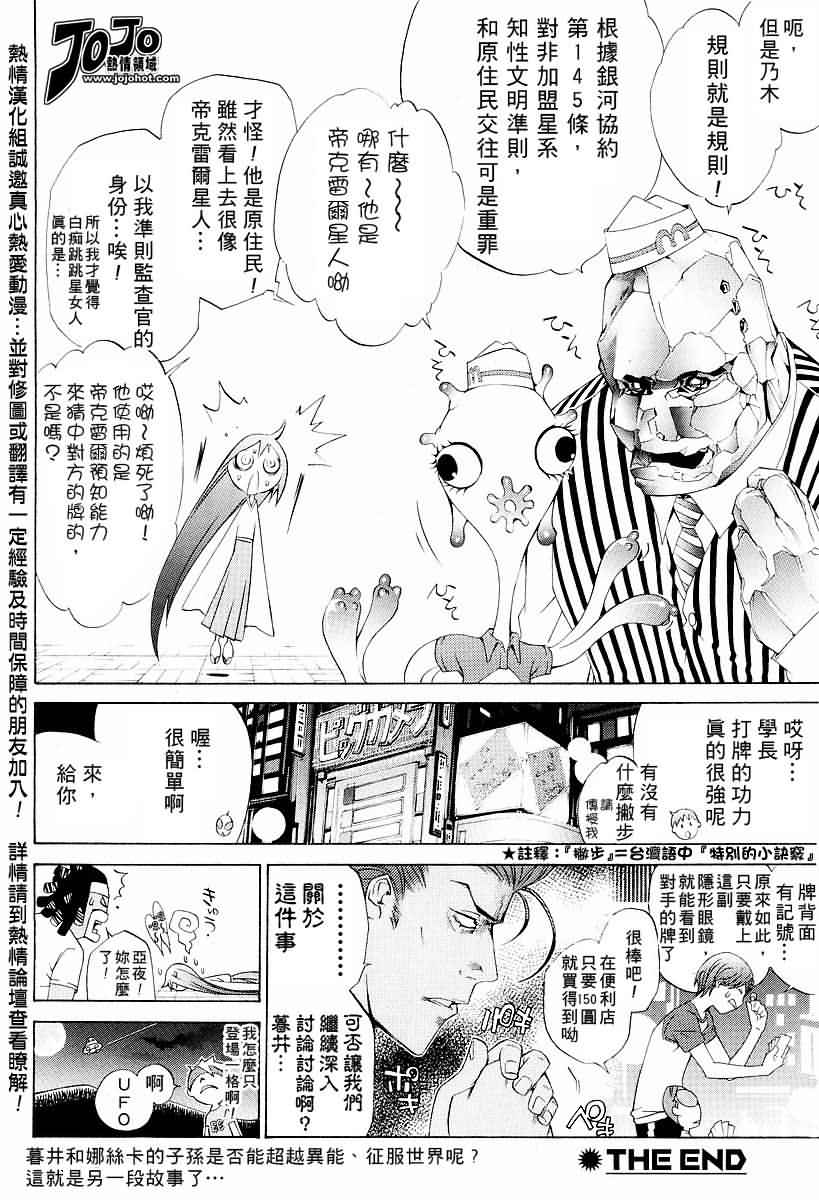 呃，
但是乃木
規則就是規則！
根據銀河協約
第145條，
對非加盟星系
知性文明準則，
和原住民交往可是重罪
什麼～～～
哪有～他是
帝克雷爾星人呦
才怪！他是原住民！
雖然看上去很像
帝克雷爾星人…
以我準則監查官的
身份…唉！
所以我才覺得
白痴跳跳星女人
真的是…
哎呦～煩死了呦！
他使用的是
帝克雷爾預知能力
來猜中對方的牌的，
不是嗎？
JOJO
熱情領域
www.jojohot.com
熱情漢化組誠邀真心熱愛動漫…並對修圖或翻譯有一定經驗及時間保障的朋友加入！　詳情請到熱情論壇查看瞭解！
哎呀…
學長
打牌的功力
真的很強呢
有沒有
什麼撇步
請
傳授我
ビッグカメラ
喔…
很簡單啊
來，
給你
★註釋：『撇步』＝台灣語中『特別的小訣竅』
牌背面
有記號…
原來如此，
只要戴上
這副
隱形眼鏡，
就能看到
對手的牌了
很棒吧！
在便利店
只要150圓
就買得到呦
………
關於
這件事
………
可否讓我們
繼續深入
討論討論啊？
暮井…
ポキ
ポキ
亞夜！
妳怎麼
了！
我怎麼只
登場一格啊！
啊
UFO
暮井和娜絲卡的子孫是否能超越異能、征服世界呢？
這就是另一段故事了…
THE END